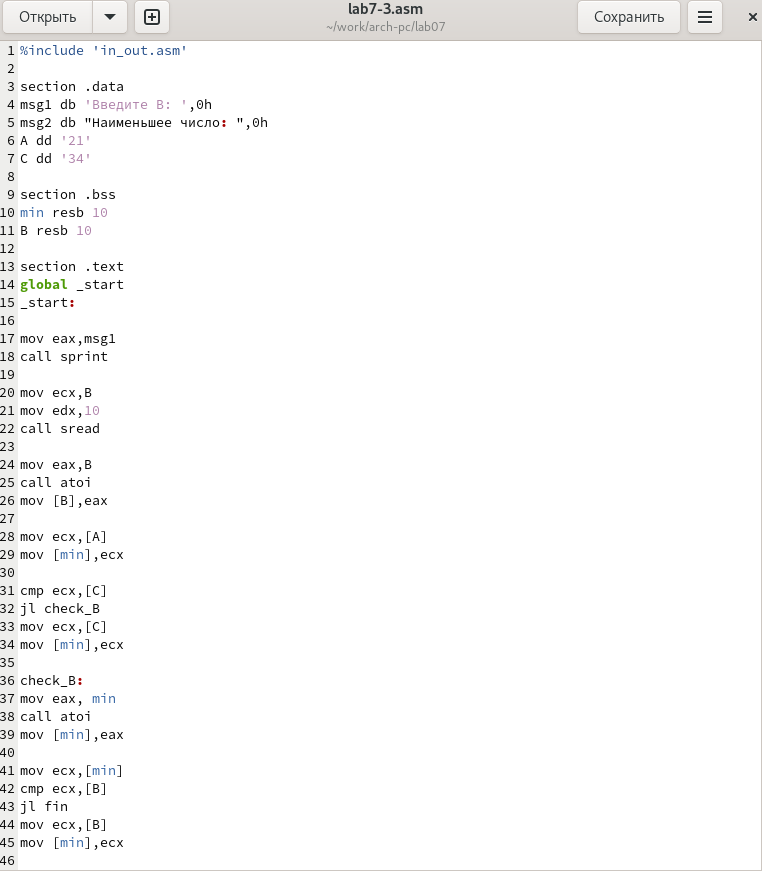 Открыть
lab7-3.asm
~/work/arch-pc/lab07
Сохранить
1 %include 'in_out.asm'
2
3 section .data
4 msg1 db 'Введите B: ',0h
5 msg2 db "Наименьшее число: ",0h
6 A dd '21'
7 C dd '34'
8
9 section .bss
10 min resb 10
11 B resb 10
12
13 section .text
14 global _start
15 _start:
16
17 mov eax,msg1
18 call sprint
19
20 mov ecx,B
21 mov edx,10
22 call sread
23
24 mov eax,B
25 call atoi
26 mov [B],eax
27
28 mov ecx,[A]
29 mov [min],ecx
30
31 cmp ecx,[C]
32 jl check_B
33 mov ecx,[C]
34 mov [min],ecx
35
36 check_B:
37 mov eax, min
38 call atoi
39 mov [min],eax
40
41 mov ecx,[min]
42 cmp ecx,[B]
43 jl fin
44 mov ecx,[B]
45 mov [min],ecx
46